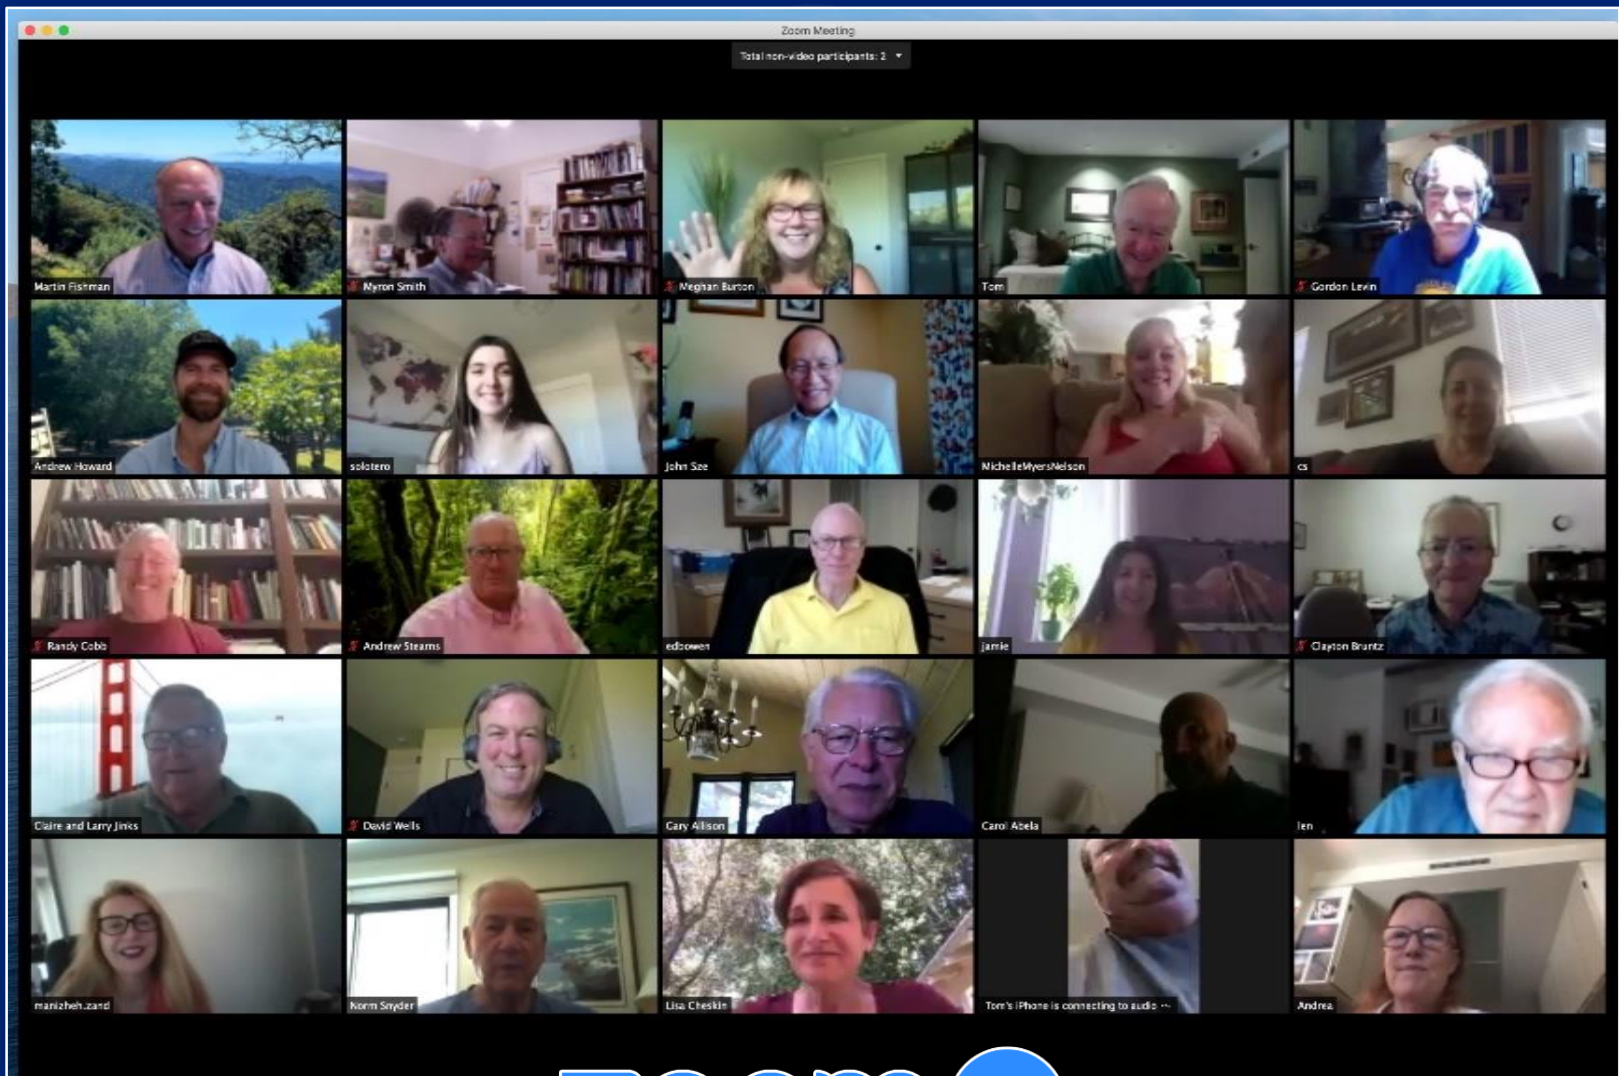 Zoom Meeting
Total non-video participants: 2
Martin Fishman
Myron Smith
Meghan Burton
Tom
Gordon Levin
Andrew Howard
solotero
John Sze
MichelleMyersNelson
cs
Randy Cobb
Andrew Stearns
edbowen
jamie
Clayton Bruntz
Claire and Larry Jinks
David Wells
Gary Allison
Carol Abela
len
manizheh.zand
Norm Snyder
Lisa Cheskin
Tom's iPhone is connecting to audio ···
Andrea